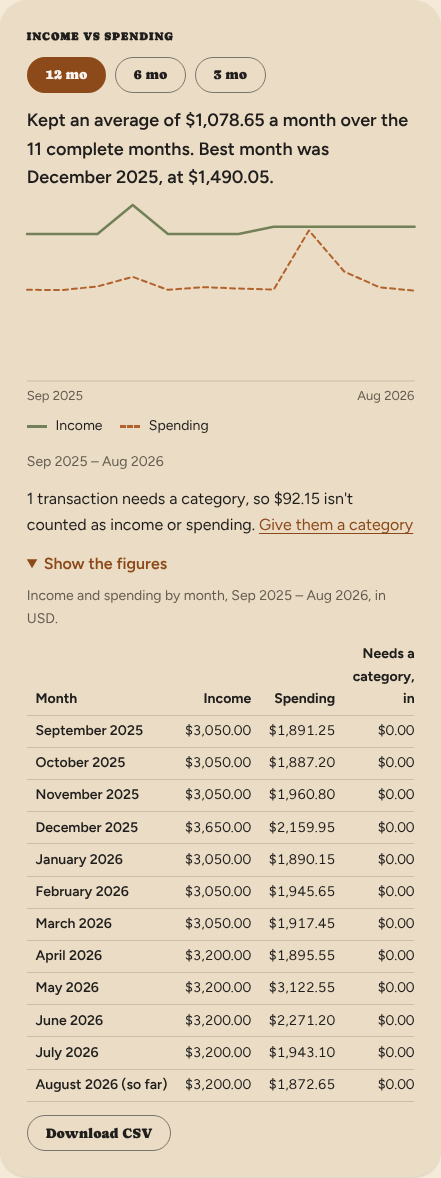 INCOME VS SPENDING
12 mo 6 mo 3 mo
Kept an average of $1,078.65 a month over the
11 complete months. Best month was
December 2025, at $1,490.05.
Sep 2025 Aug 2026
Income Spending
Sep 2025 – Aug 2026
1 transaction needs a category, so $92.15 isn't
counted as income or spending. Give them a category
▼ Show the figures
Income and spending by month, Sep 2025 – Aug 2026, in
USD.
Month Income Spending Needs a category, in
September 2025 $3,050.00 $1,891.25 $0.00
October 2025 $3,050.00 $1,887.20 $0.00
November 2025 $3,050.00 $1,960.80 $0.00
December 2025 $3,650.00 $2,159.95 $0.00
January 2026 $3,050.00 $1,890.15 $0.00
February 2026 $3,050.00 $1,945.65 $0.00
March 2026 $3,050.00 $1,917.45 $0.00
April 2026 $3,200.00 $1,895.55 $0.00
May 2026 $3,200.00 $3,122.55 $0.00
June 2026 $3,200.00 $2,271.20 $0.00
July 2026 $3,200.00 $1,943.10 $0.00
August 2026 (so far) $3,200.00 $1,872.65 $0.00
Download CSV